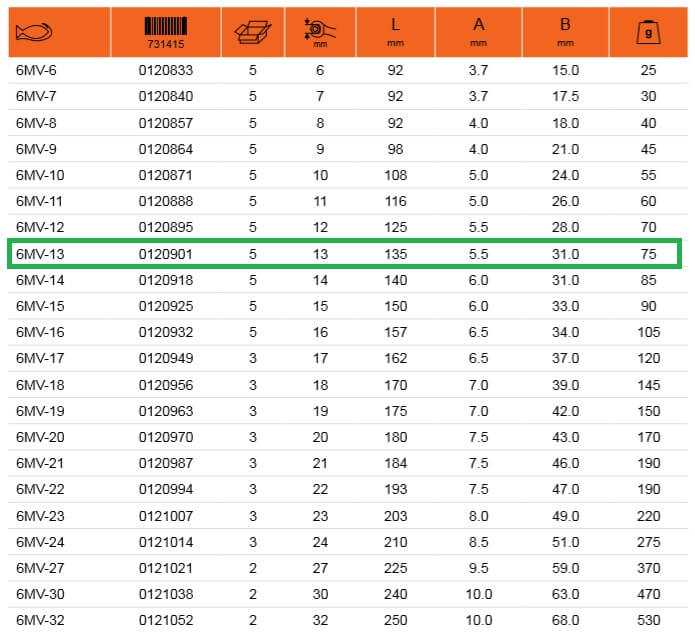 731415 mm L mm A mm B mm g
6MV-6 0120833 5 6 92 3.7 15.0 25
6MV-7 0120840 5 7 92 3.7 17.5 30
6MV-8 0120857 5 8 92 4.0 18.0 40
6MV-9 0120864 5 9 98 4.0 21.0 45
6MV-10 0120871 5 10 108 5.0 24.0 55
6MV-11 0120888 5 11 116 5.0 26.0 60
6MV-12 0120895 5 12 125 5.5 28.0 70
6MV-13 0120901 5 13 135 5.5 31.0 75
6MV-14 0120918 5 14 140 6.0 31.0 85
6MV-15 0120925 5 15 150 6.0 33.0 90
6MV-16 0120932 5 16 157 6.5 34.0 105
6MV-17 0120949 3 17 162 6.5 37.0 120
6MV-18 0120956 3 18 170 7.0 39.0 145
6MV-19 0120963 3 19 175 7.0 42.0 150
6MV-20 0120970 3 20 180 7.5 43.0 170
6MV-21 0120987 3 21 184 7.5 46.0 190
6MV-22 0120994 3 22 193 7.5 47.0 190
6MV-23 0121007 3 23 203 8.0 49.0 220
6MV-24 0121014 3 24 210 8.5 51.0 275
6MV-27 0121021 2 27 225 9.5 59.0 370
6MV-30 0121038 2 30 240 10.0 63.0 470
6MV-32 0121052 2 32 250 10.0 68.0 530